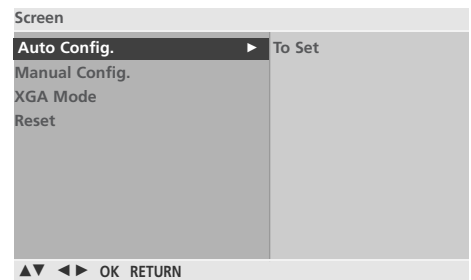 Screen
Auto Config. ► To Set
Manual Config.
XGA Mode
Reset
▲▼ ◄► OK RETURN